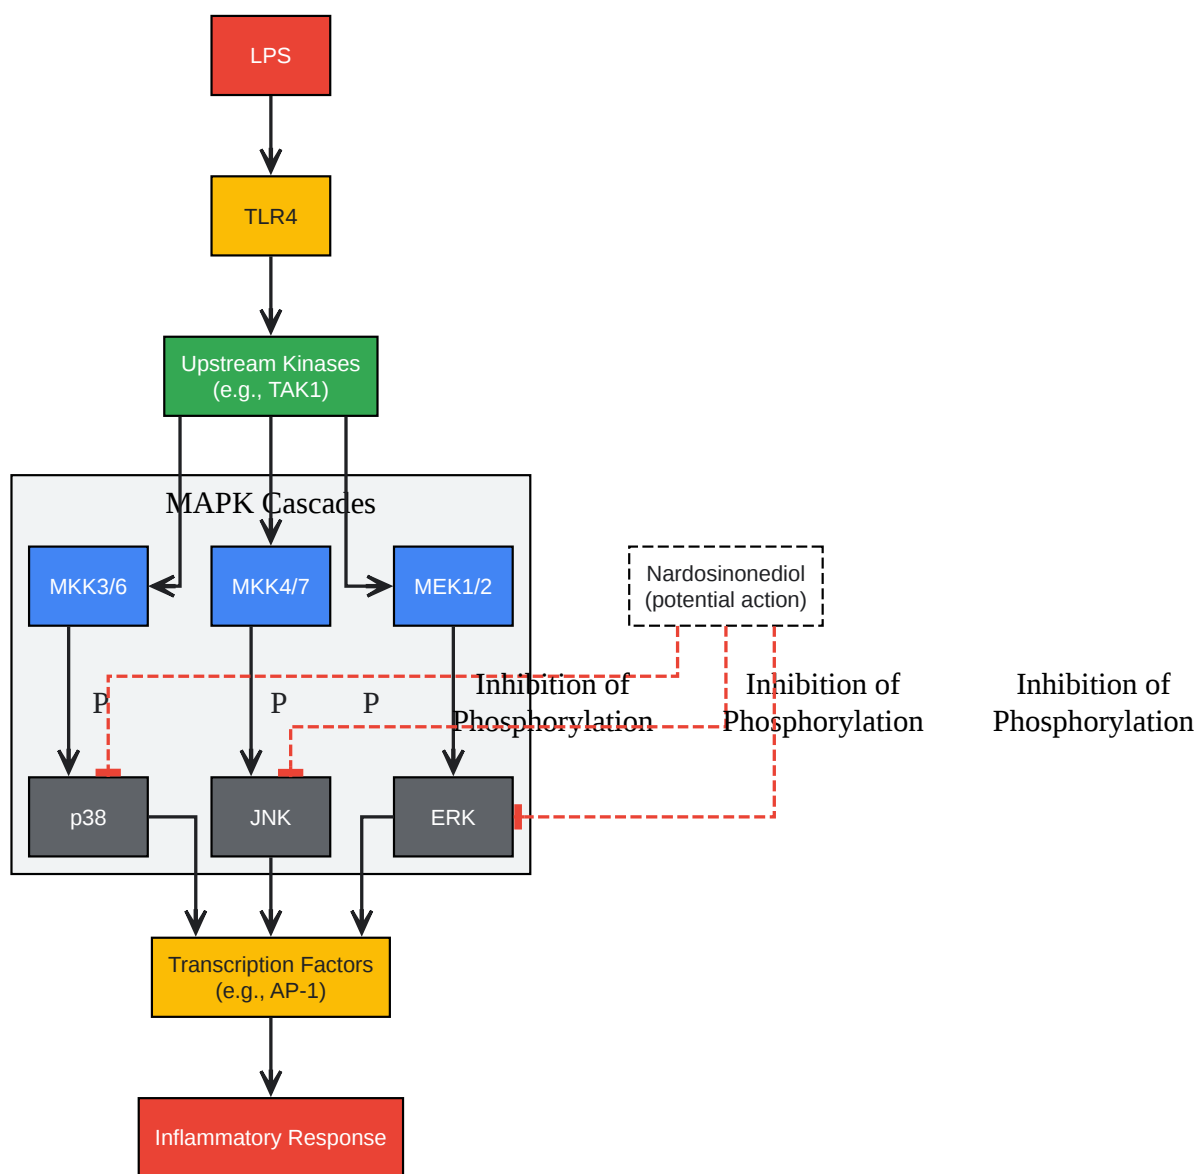 LPS
TLR4
Upstream Kinases
(e.g., TAK1)
MAPK Cascades
MKK3/6
MKK4/7
MEK1/2
Nardosinonediol
(potential action)
P
P
P
Inhibition of
Phosphorylation
Inhibition of
Phosphorylation
Inhibition of
Phosphorylation
p38
JNK
ERK
Transcription Factors
(e.g., AP-1)
Inflammatory Response